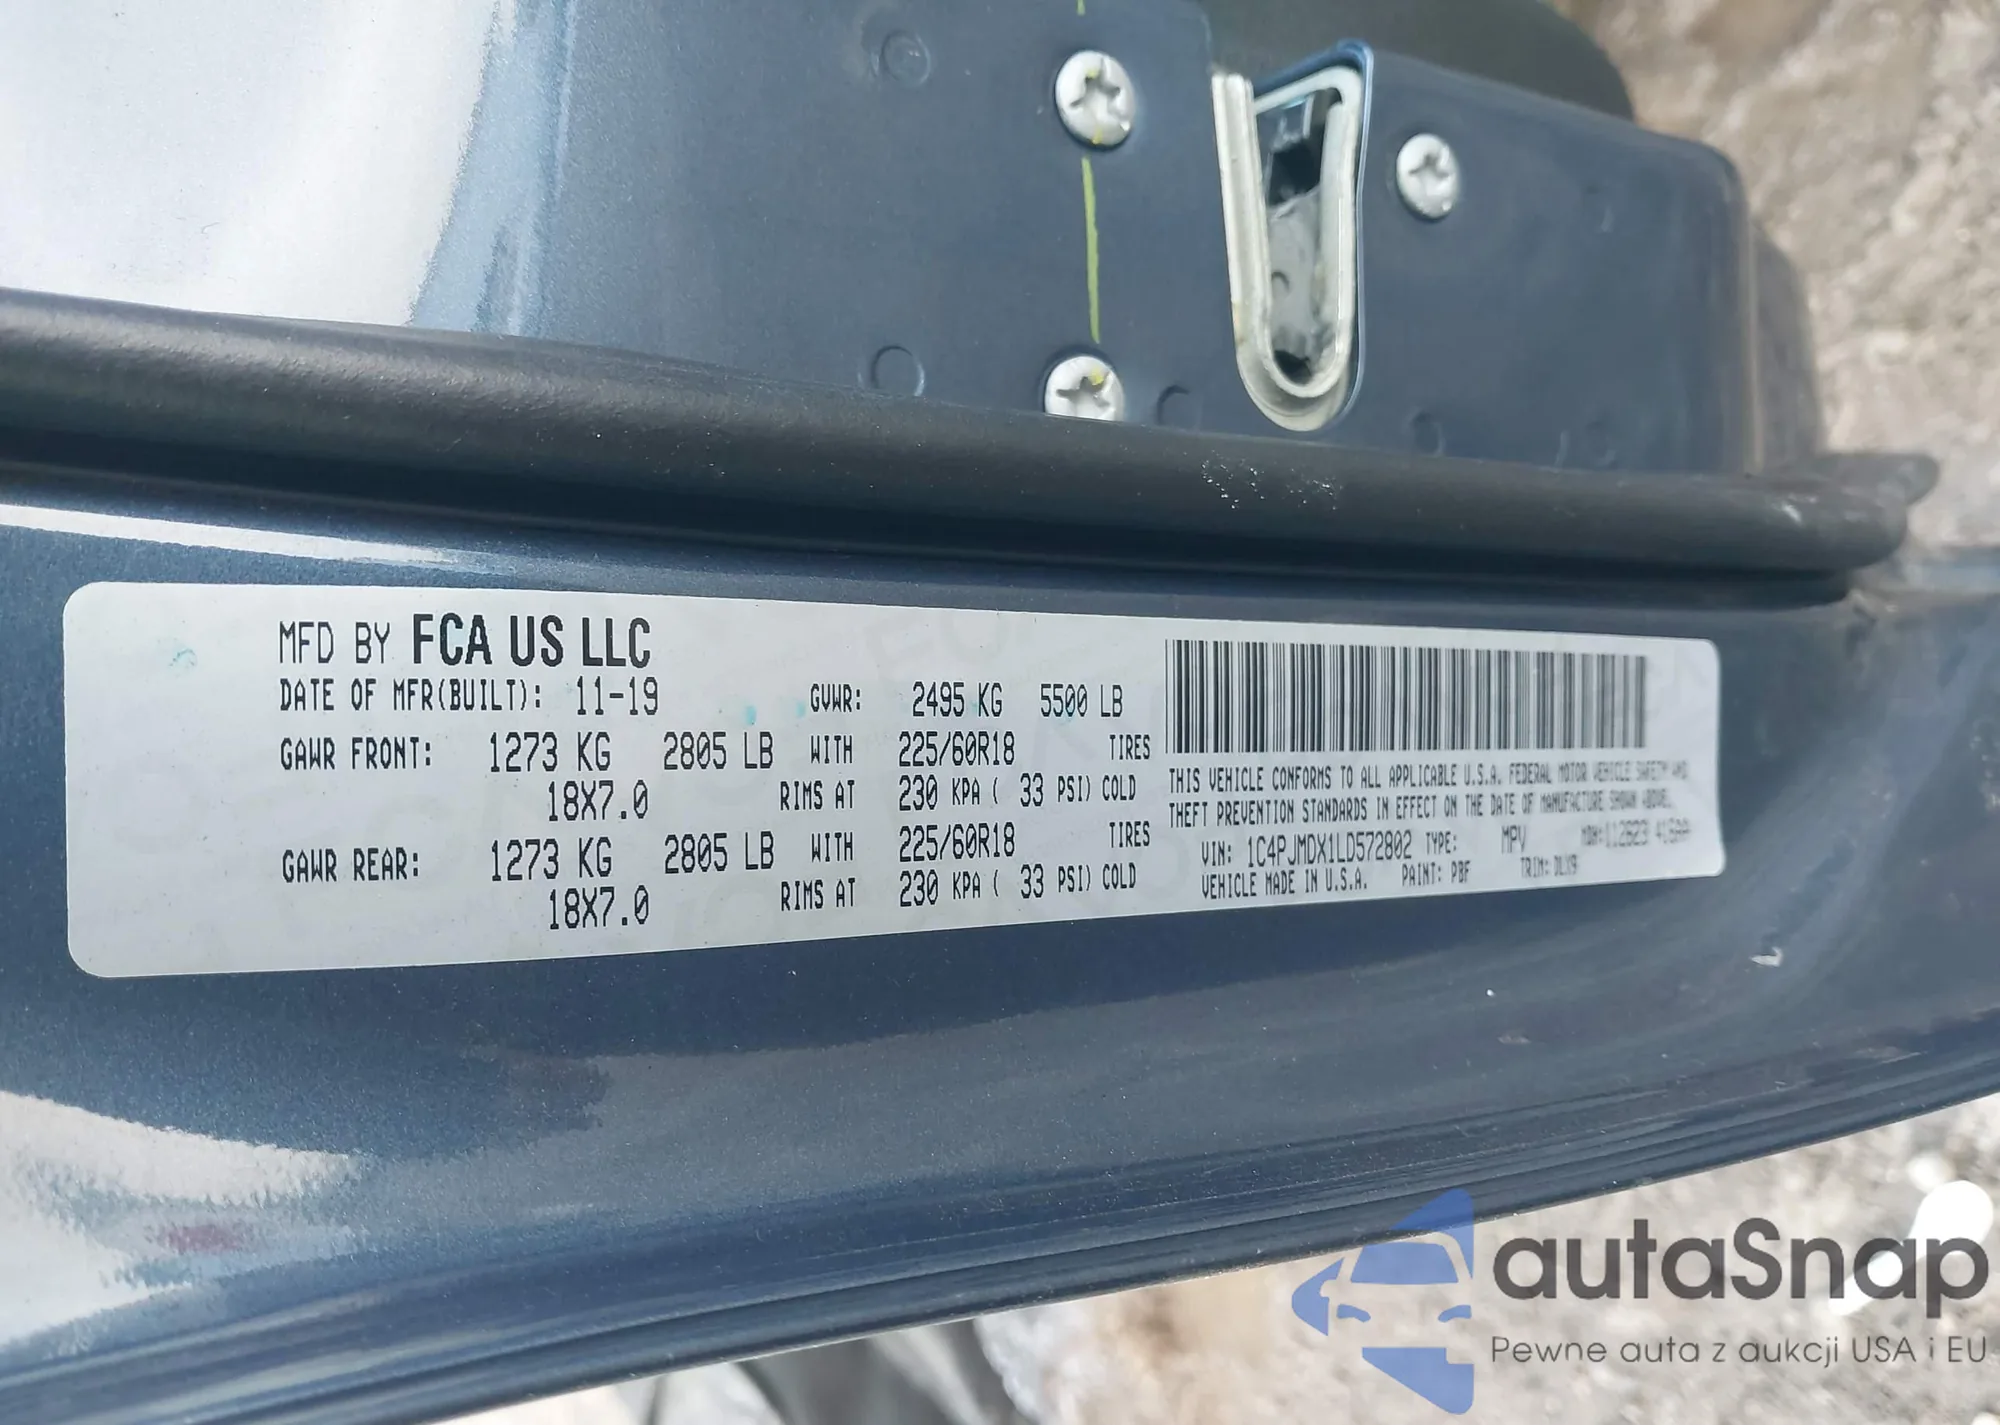 MFD BY FCA US LLC
DATE OF MFR(BUILT): 11-19 GVWR: 2495 KG 5500 LB
GAWR FRONT: 1273 KG 2805 LB WITH 225/60R18 TIRES
18X7.0 RIMS AT 230 KPA ( 33 PSI) COLD
GAWR REAR: 1273 KG 2805 LB WITH 225/60R18 TIRES
18X7.0 RIMS AT 230 KPA ( 33 PSI) COLD
THIS VEHICLE CONFORMS TO ALL APPLICABLE U.S.A. FEDERAL MOTOR VEHICLE SAFETY AND
THEFT PREVENTION STANDARDS IN EFFECT ON THE DATE OF MANUFACTURE SHOWN ABOVE.
VIN: 1C4PJMDX1LD572802 TYPE: MPV MDH:
VEHICLE MADE IN U.S.A. PAINT: PBF TRIM: DLX9
autaSnap
Pewne auta z aukcji USA i EU